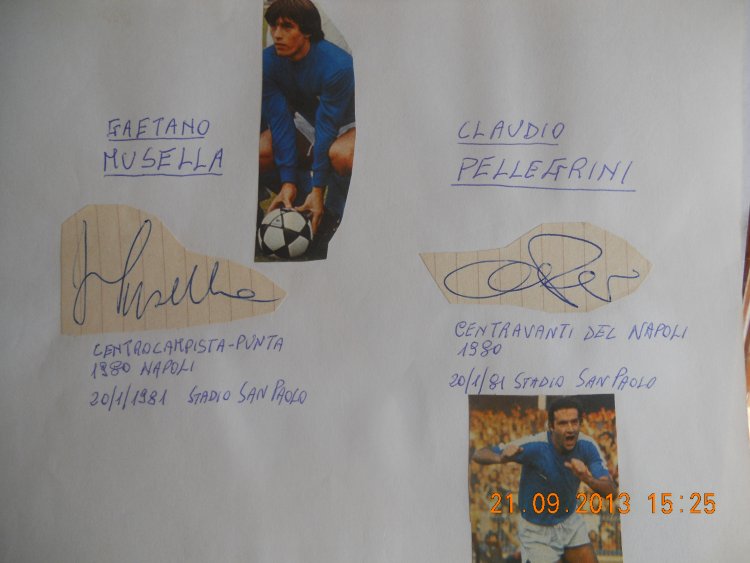 GAETANO
MUSELLA
Musella
CENTROCAMPISTA-PUNTA
1980 NAPOLI
20/1/1981 STADIO SAN PAOLO
CLAUDIO
PELLEGRINI
CENTRAVANTI DEL NAPOLI
1980
20/1/81 STADIO SAN PAOLO
21.09.2013 15:25